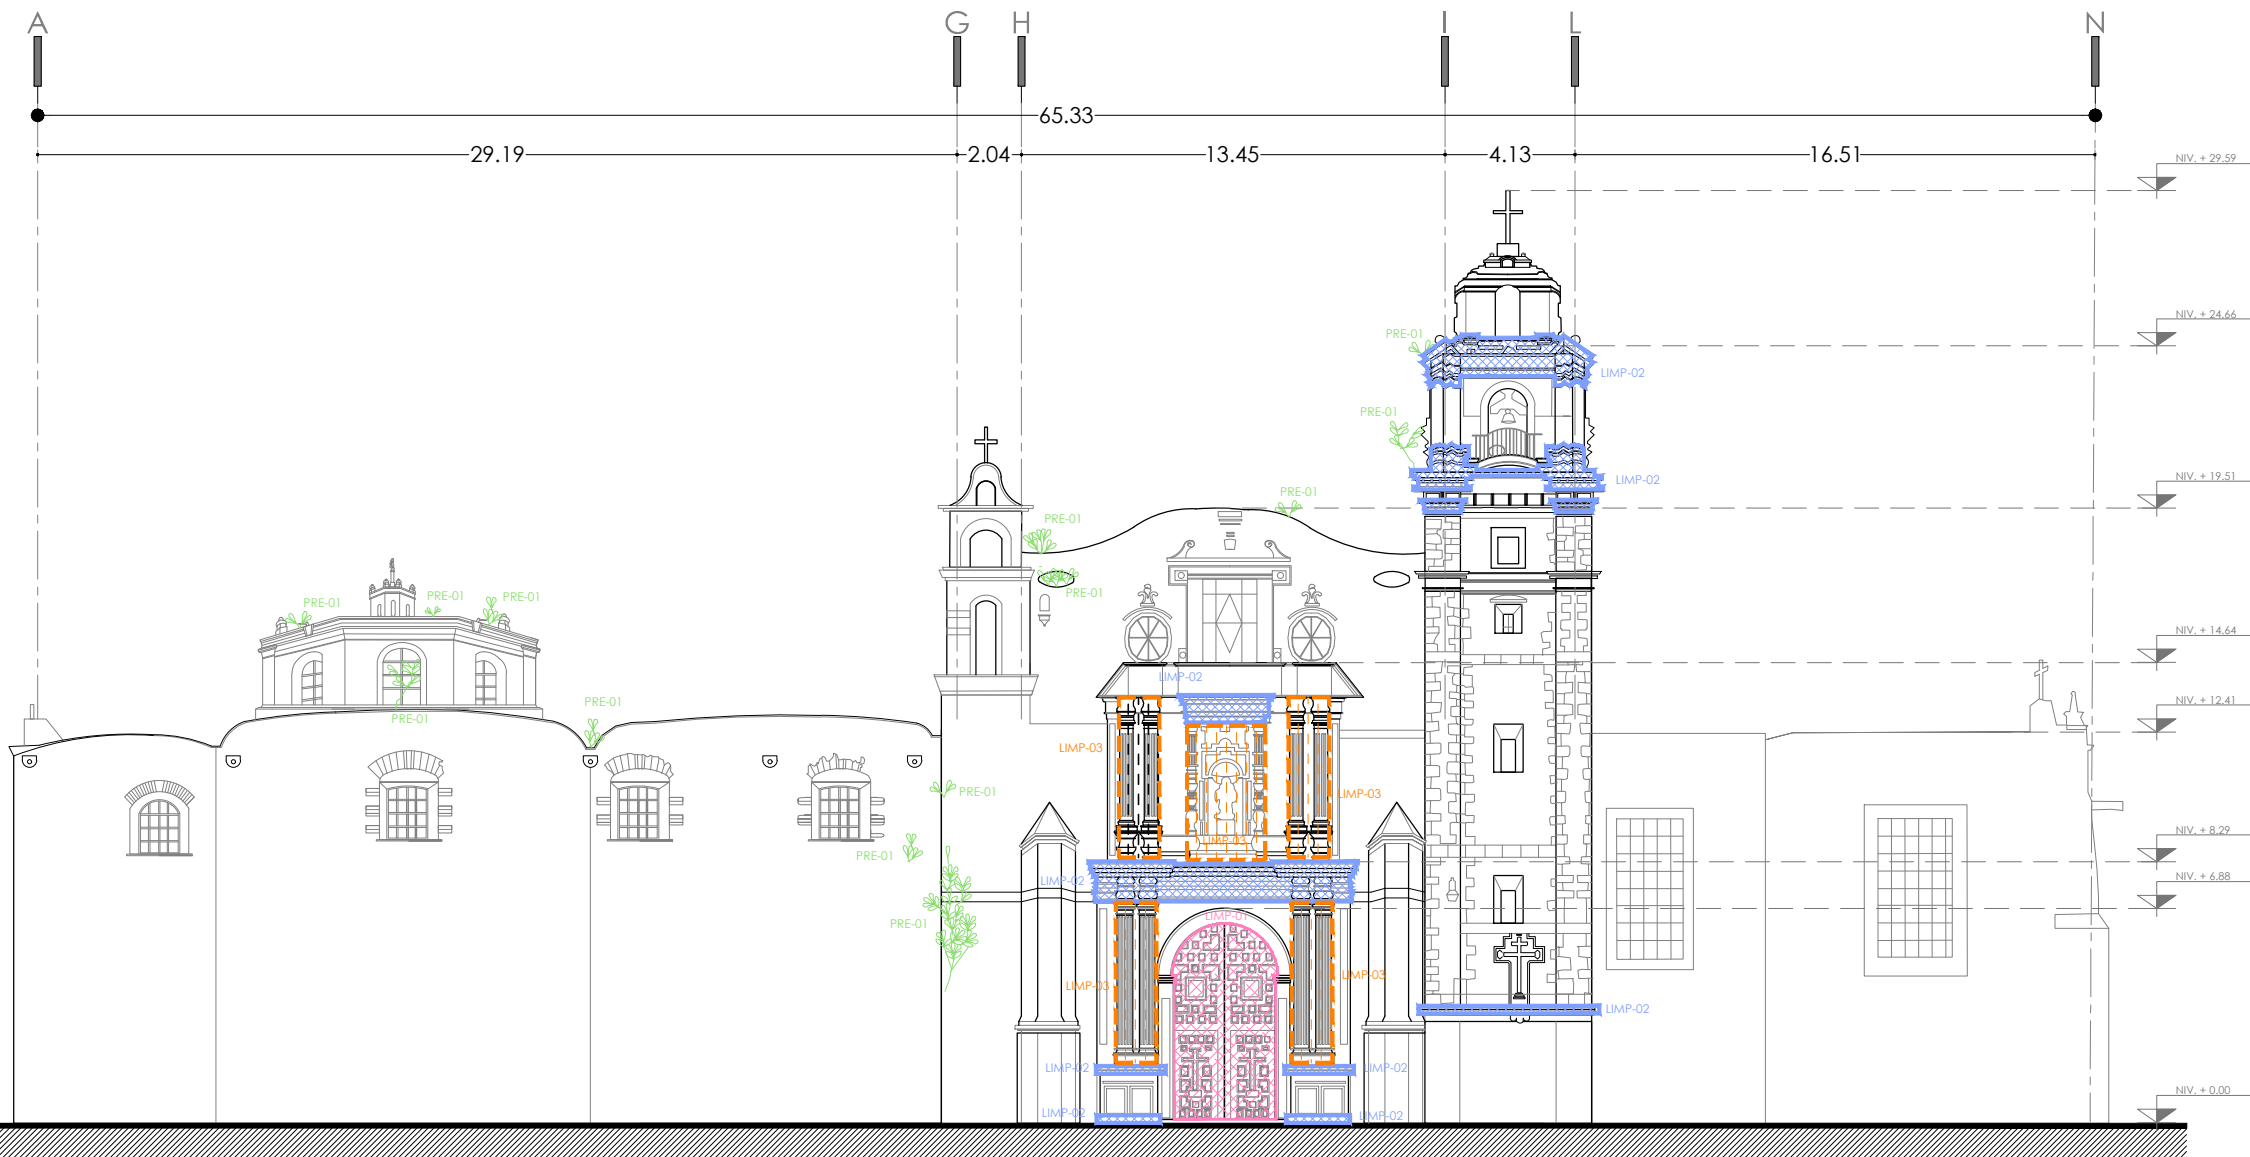 A G H I L N
65.33
29.19 2.04 13.45 4.13 16.51
NIV. + 29.59
NIV. + 24.66
PRE-01
LIMP-02
PRE-01
NIV. + 19.51
LIMP-02
PRE-01
PRE-01
PRE-01
PRE-01 PRE-01 PRE-01
NIV. + 14.64
LIMP-02
PRE-01
PRE-01
NIV. + 12.41
LIMP-03
PRE-01
LIMP-03
NIV. + 8.29
LIMP-03
PRE-01
NIV. + 6.88
LIMP-02
PRE-01
LIMP-01
LIMP-03
LIMP-03
LIMP-02
LIMP-02
LIMP-02
NIV. + 0.00
LIMP-02
LIMP-02